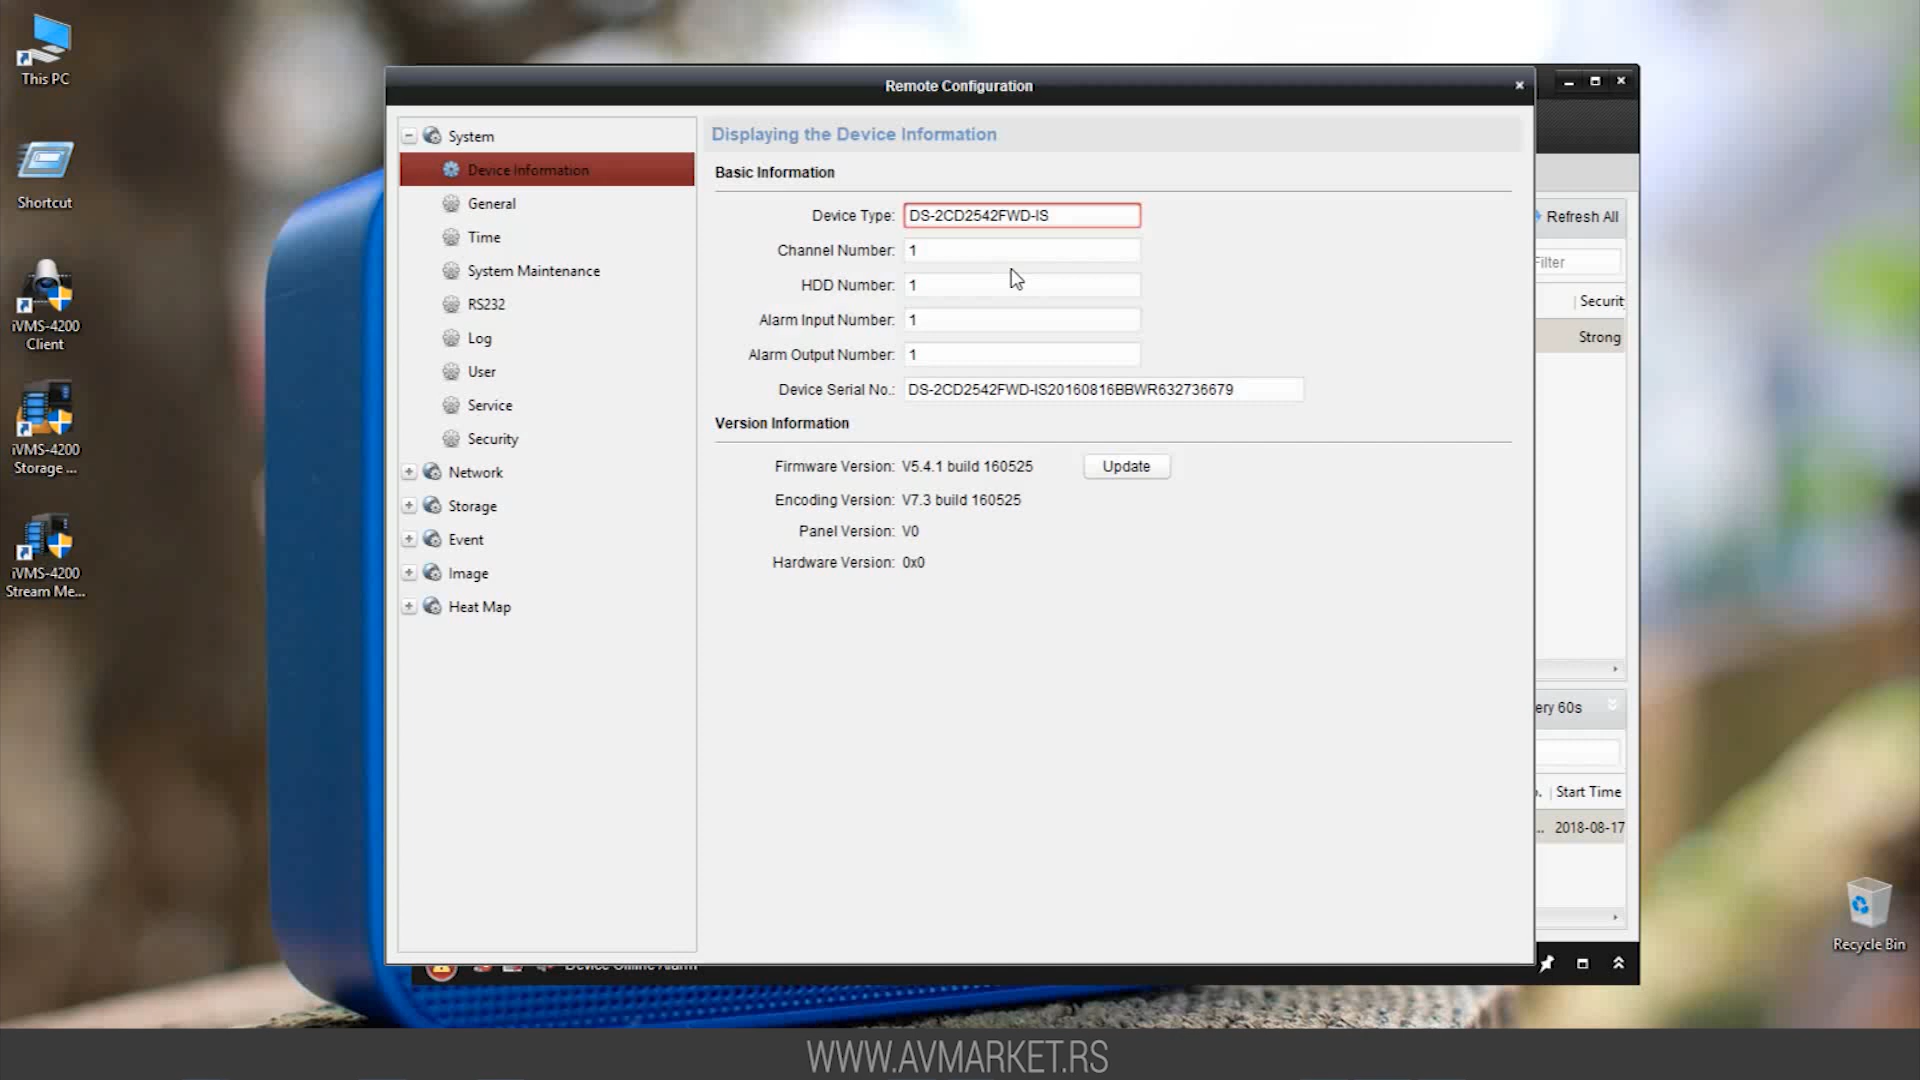 This PC
Shortcut
iVMS-4200
Client
iVMS-4200
Storage ...
iVMS-4200
Stream Me...
Remote Configuration
System
Device Information
General
Time
System Maintenance
RS232
Log
User
Service
Security
Network
Storage
Event
Image
Heat Map
Displaying the Device Information
Basic Information
Device Type: DS-2CD2542FWD-IS
Channel Number: 1
HDD Number: 1
Alarm Input Number: 1
Alarm Output Number: 1
Device Serial No.: DS-2CD2542FWD-IS20160816BBWR632736679
Version Information
Firmware Version: V5.4.1 build 160525 Update
Encoding Version: V7.3 build 160525
Panel Version: V0
Hardware Version: 0x0
Refresh All
Filter
Securit
Strong
ery 60s
Start Time
2018-08-17
Device Offline Alarm
Recycle Bin
WWW.AVMARKET.RS